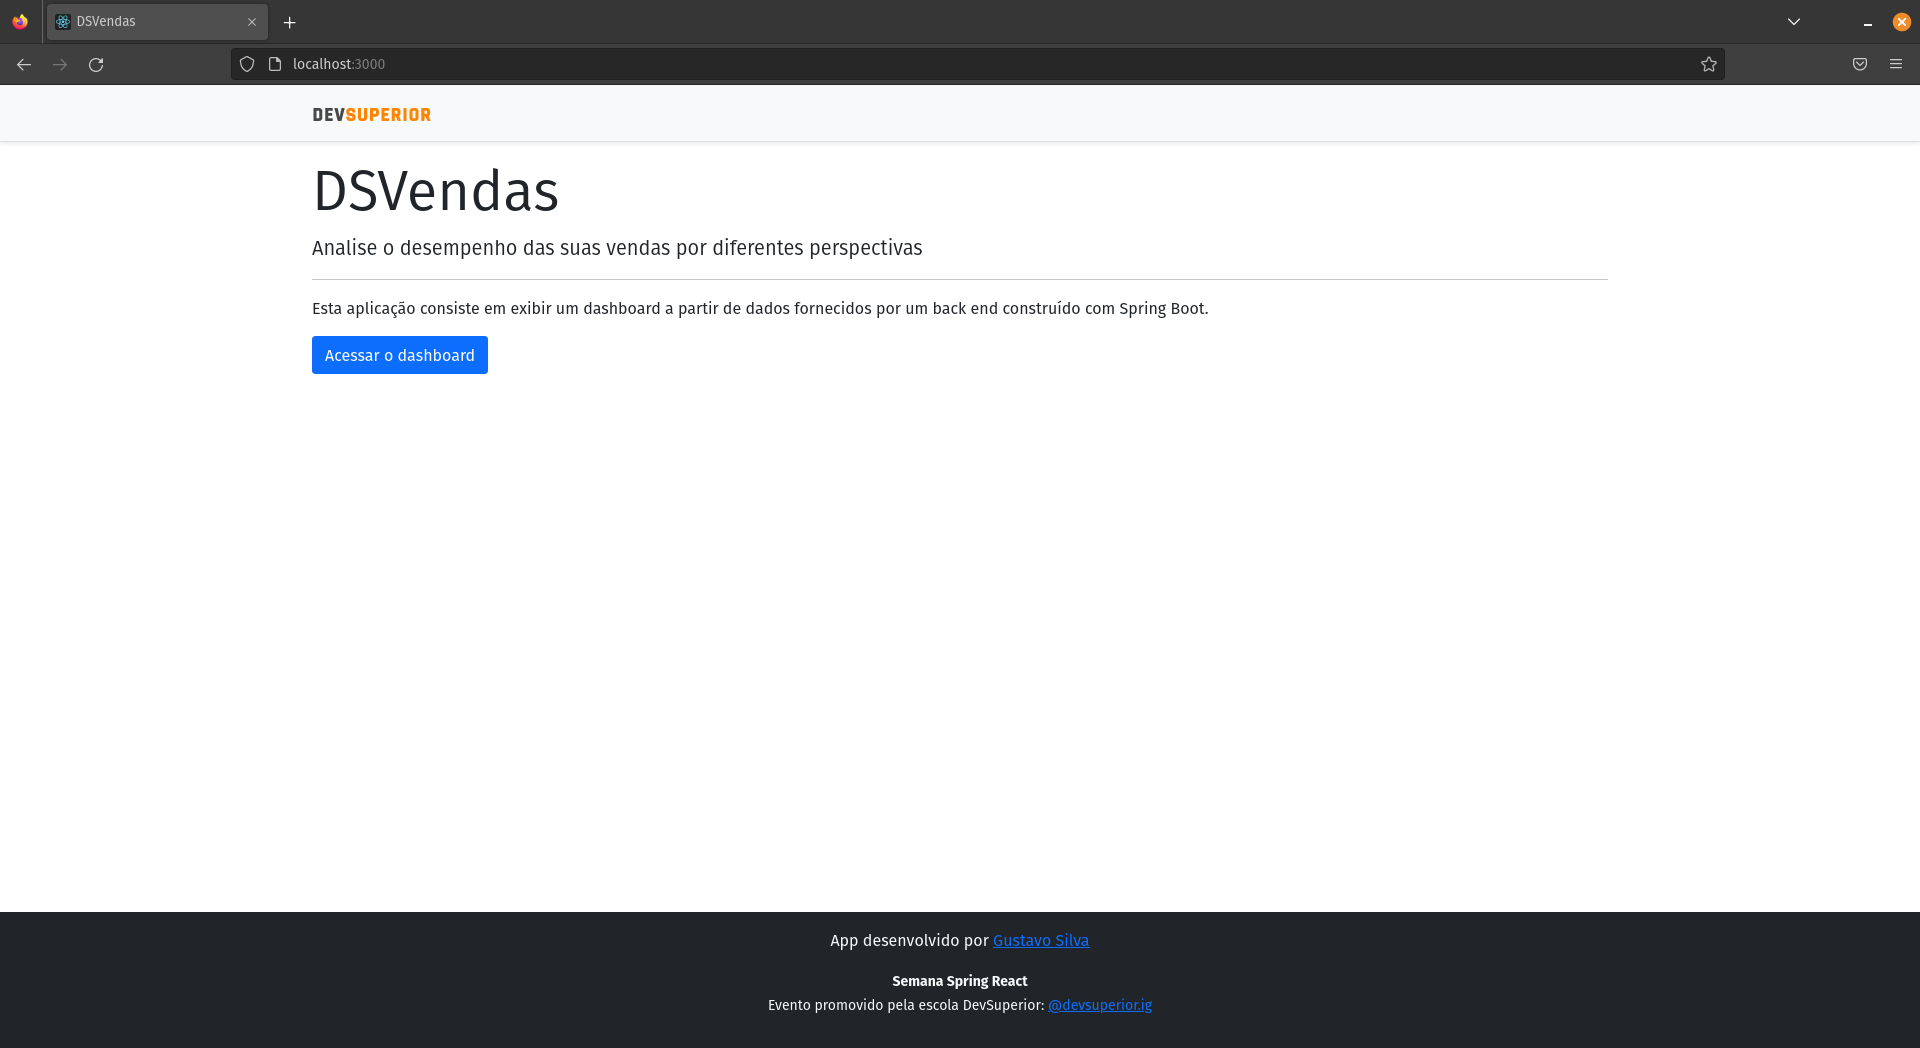 DSVendas
localhost:3000
DEVSUPERIOR
DSVendas
Analise o desempenho das suas vendas por diferentes perspectivas
Esta aplicação consiste em exibir um dashboard a partir de dados fornecidos por um back end construído com Spring Boot.
Acessar o dashboard
App desenvolvido por Gustavo Silva
Semana Spring React
Evento promovido pela escola DevSuperior: @devsuperior.ig